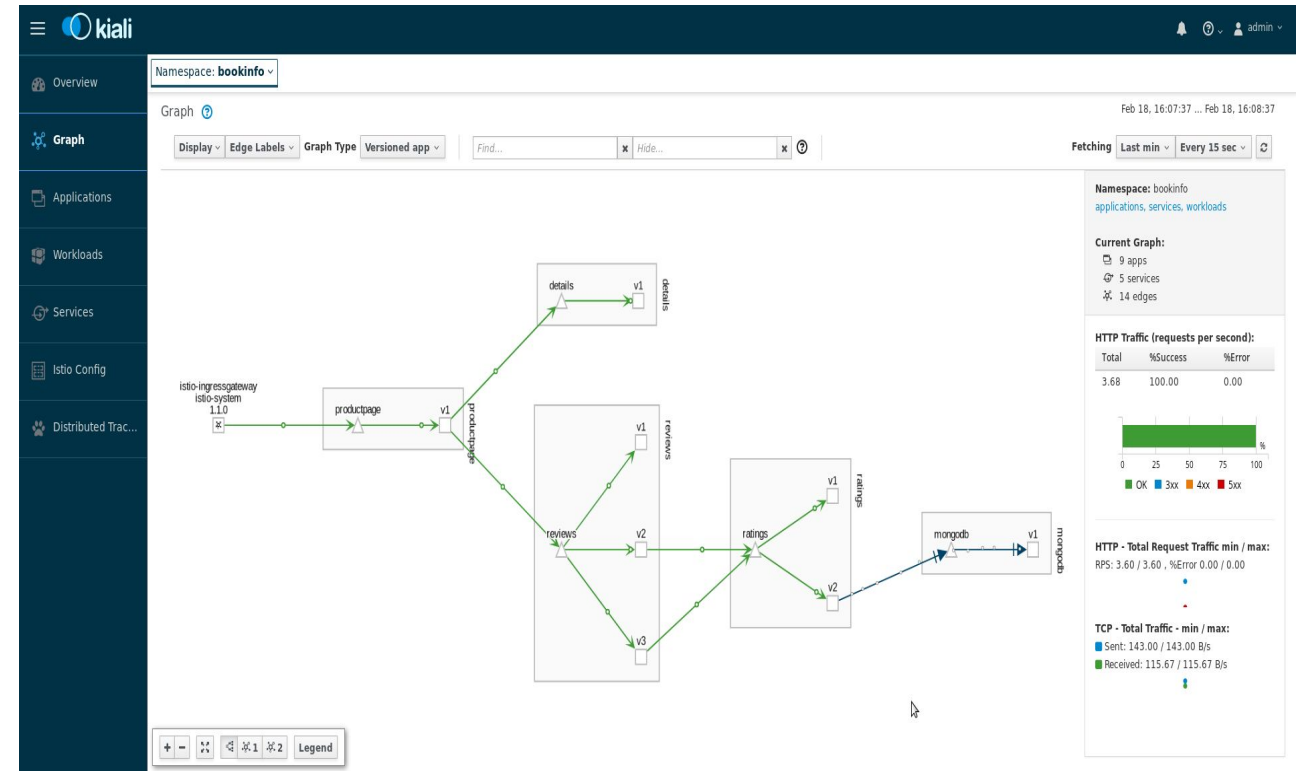 kiali
admin
Namespace: bookinfo
Overview
Graph
Applications
Workloads
Services
Istio Config
Distributed Trac...
Graph
Feb 18, 16:07:37 ... Feb 18, 16:08:37
Display Edge Labels Graph Type Versioned app Find... Hide... Fetching Last min Every 15 sec
istio-ingressgateway
istio-system
1.1.0
productpage
v1
productpage
details
v1
details
reviews
v1
v2
v3
reviews
ratings
v1
v2
ratings
mongodb
v1
mongodb
Namespace: bookinfo
applications, services, workloads
Current Graph:
9 apps
5 services
14 edges
HTTP Traffic (requests per second):
Total %Success %Error
3.68 100.00 0.00
%
0 25 50 75 100
OK 3xx 4xx 5xx
HTTP - Total Request Traffic min / max:
RPS: 3.60 / 3.60 , %Error 0.00 / 0.00
TCP - Total Traffic - min / max:
Sent: 143.00 / 143.00 B/s
Received: 115.67 / 115.67 B/s
+ - 1 2 Legend